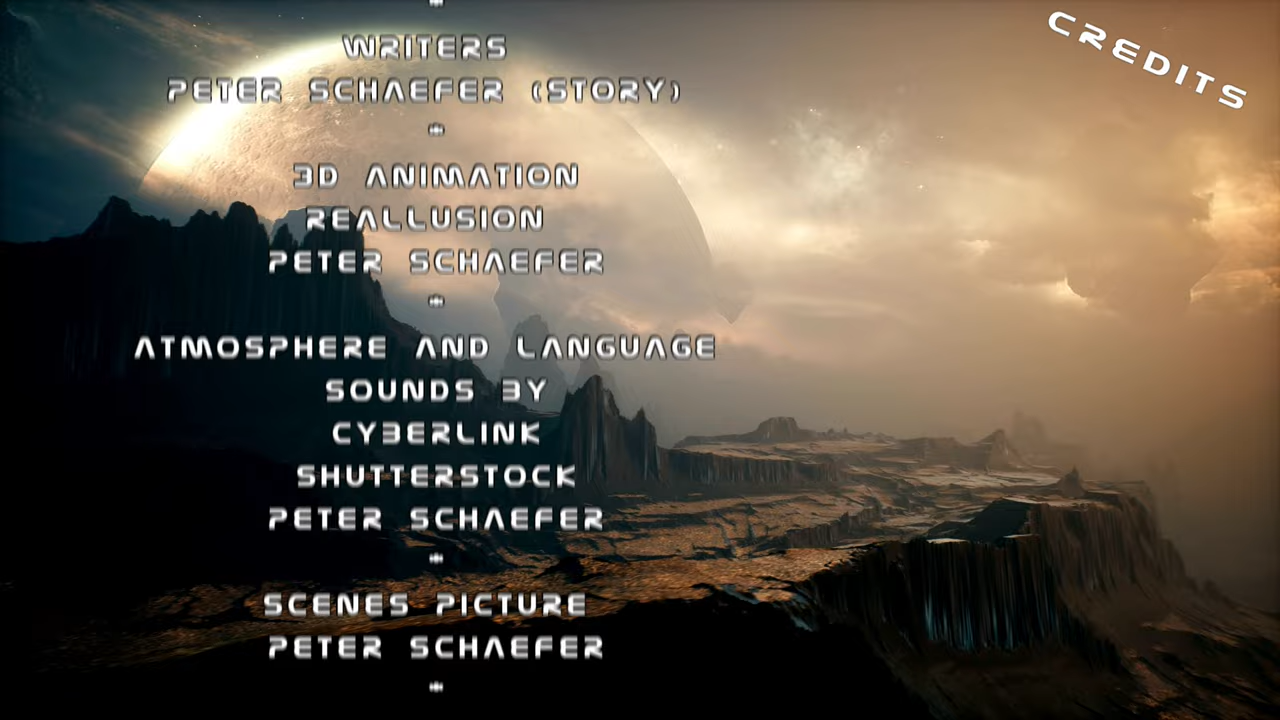 CREDITS
WRITERS
PETER SCHAEFER (STORY)
3D ANIMATION
REALLUSION
PETER SCHAEFER
ATMOSPHERE AND LANGUAGE
SOUNDS BY
CYBERLINK
SHUTTERSTOCK
PETER SCHAEFER
SCENES PICTURE
PETER SCHAEFER